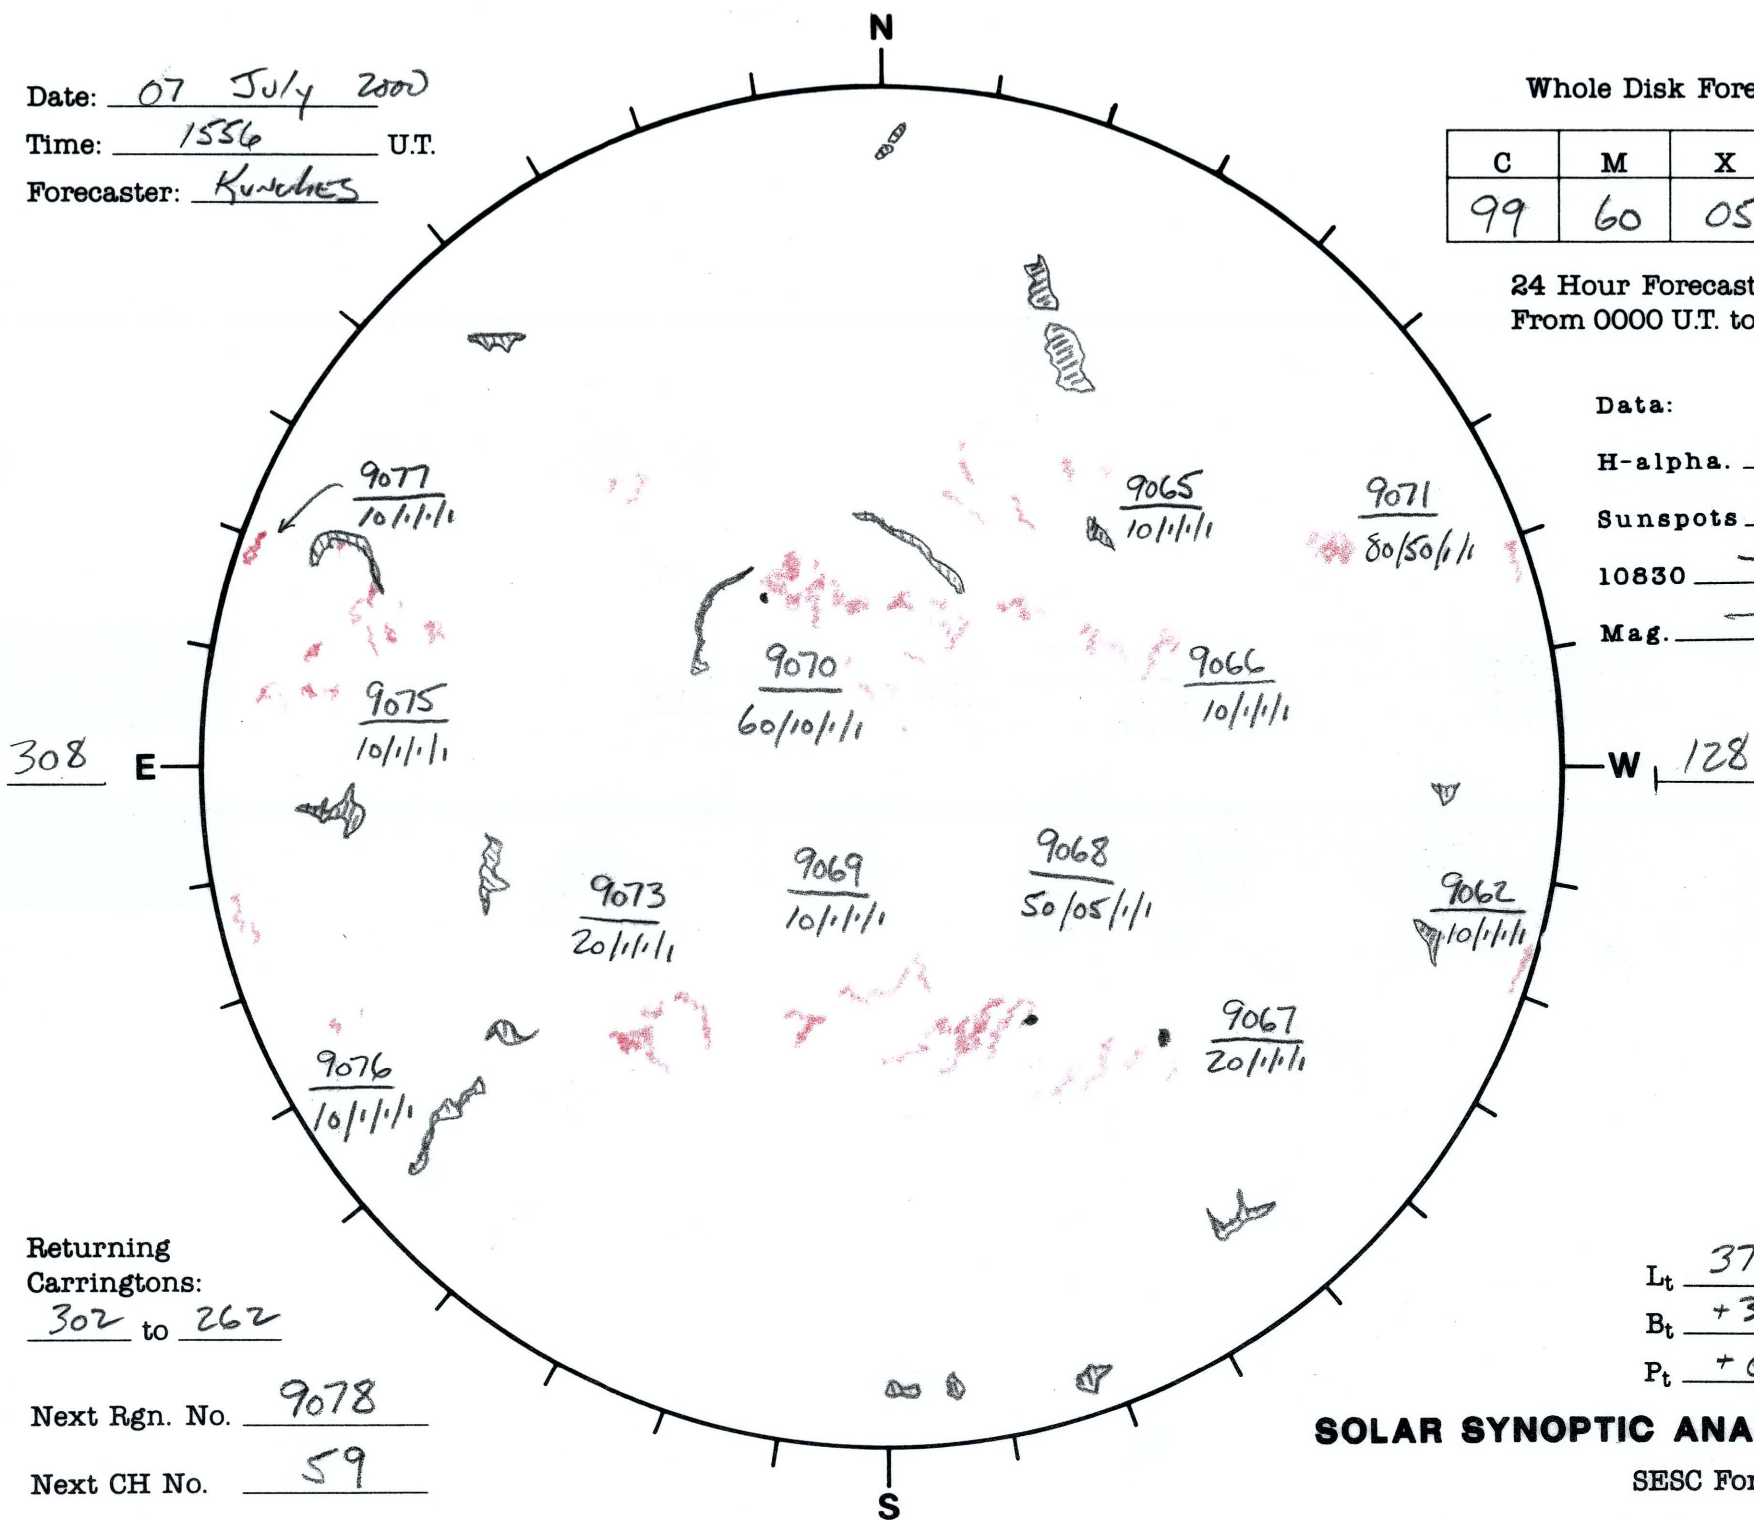 N
Date: 07 July 2000
Time: 1556 U.T.
Forecaster: Kunches
Whole Disk Fore
C M X
99 60 05
24 Hour Forecast
From 0000 U.T. to
Data:
H-alpha.
Sunspots
10830
Mag.
9077
10/1/1/1
9065
10/1/1/1
9071
80/50/1/1
9070
60/10/1/1
9066
10/1/1/1
9075
10/1/1/1
308 E
W 128
9073
20/1/1/1
9069
10/1/1/1
9068
50/05/1/1
9062
10/1/1/1
9067
20/1/1/1
9076
10/1/1/1
Returning
Carringtons:
302 to 262
Next Rgn. No. 9078
Next CH No. 59
Lt 37
Bt +3
Pt +
SOLAR SYNOPTIC ANA
SESC For
S